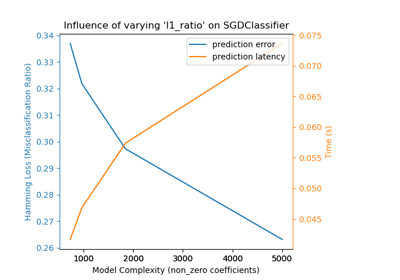 Influence of varying 'l1_ratio' on SGDClassifier
prediction error
prediction latency
Hamming Loss (Misclassification Ratio)
0.34
0.33
0.32
0.31
0.30
0.29
0.28
0.27
0.26
0.075
0.070
0.065
0.060
0.055
0.050
0.045
Time (s)
1000 2000 3000 4000 5000
Model Complexity (non_zero coefficients)